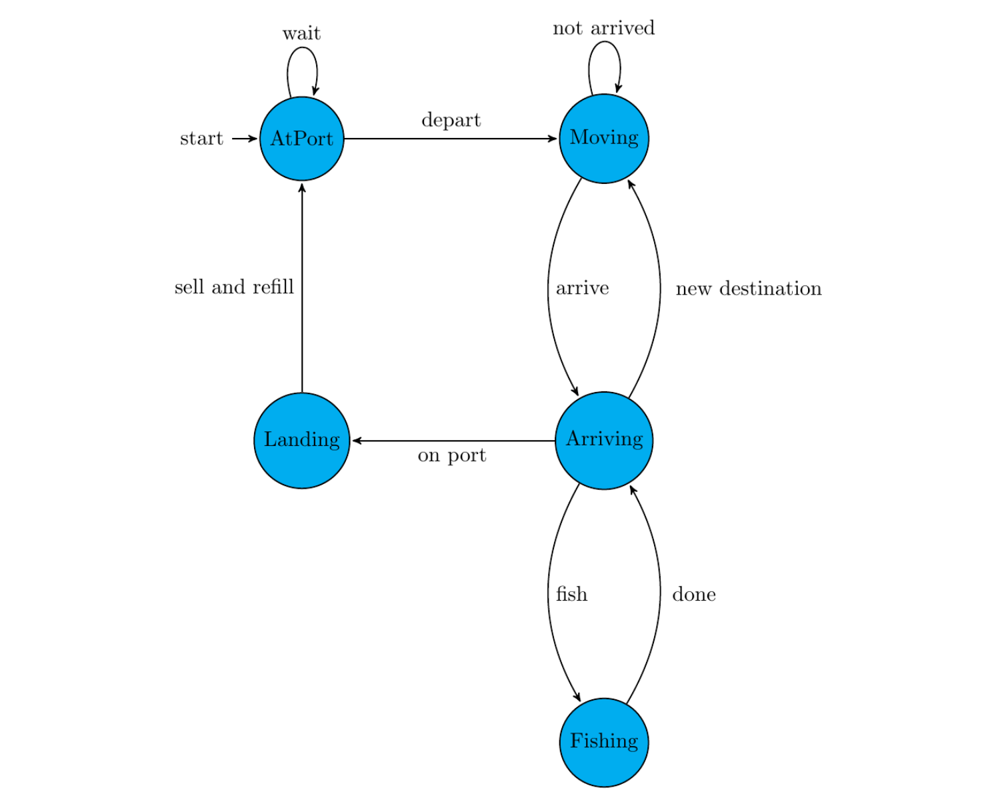 wait
not arrived
start
AtPort
depart
Moving
sell and refill
arrive
new destination
Landing
on port
Arriving
fish
done
Fishing